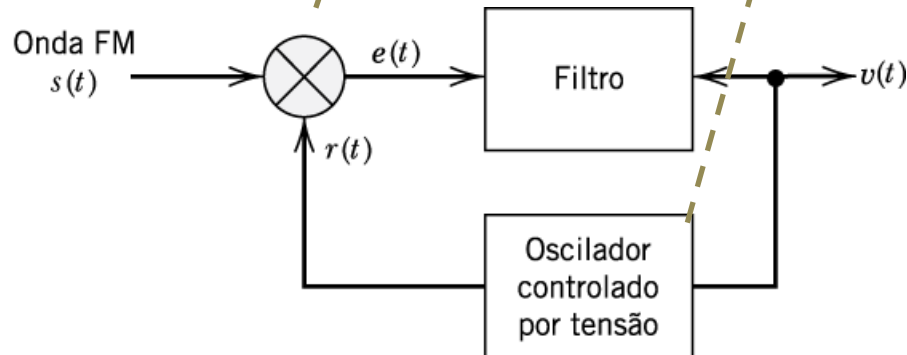 Onda FM
s(t)
e(t)
Filtro
v(t)
r(t)
Oscilador
controlado
por tensão